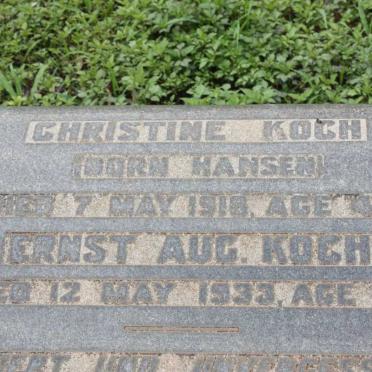 CHRISTINE KOCH
BORN HANSEN
7 MAY 1918, AGE
ERNST AUG. KOCH
12 MAY 1933, AGE